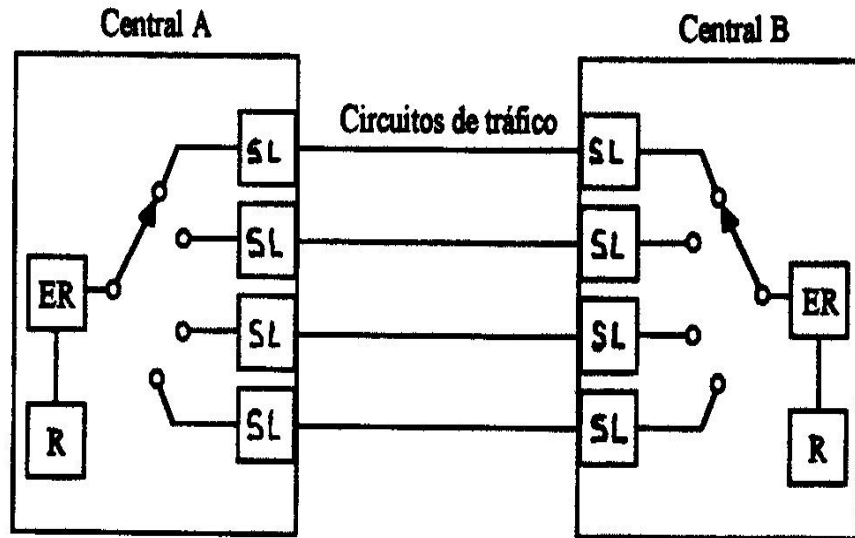 Central A
Central B
Circuitos de tráfico
SL
SL
SL
SL
SL
SL
SL
SL
ER
ER
R
R